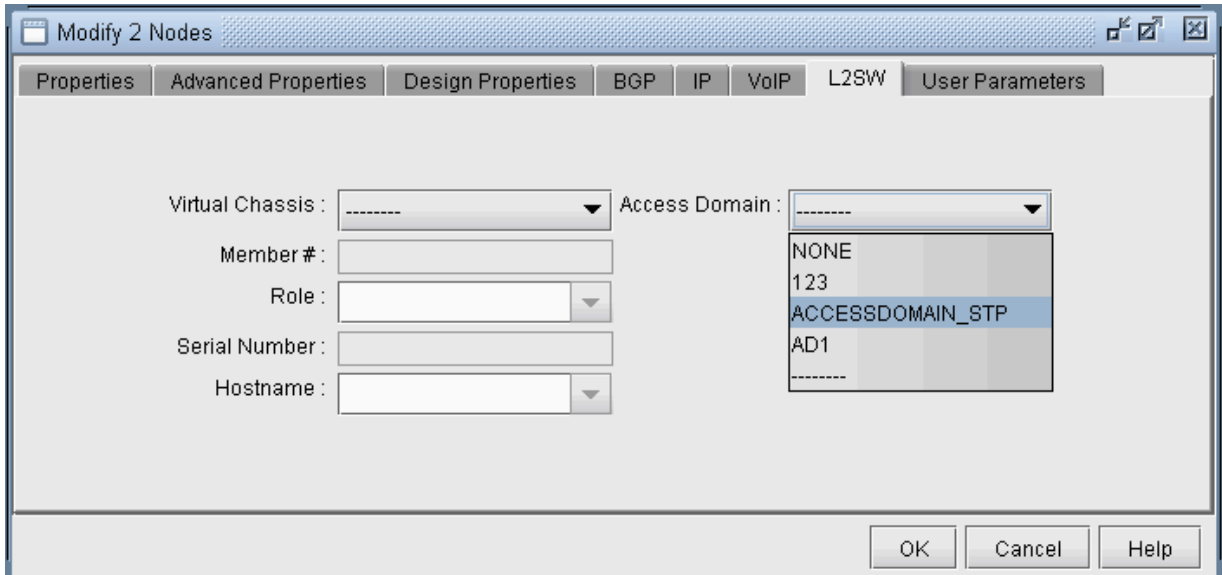 Modify 2 Nodes
Properties Advanced Properties Design Properties BGP IP VoIP L2SW User Parameters
Virtual Chassis : -------- Access Domain : --------
Member # :
Role :
Serial Number :
Hostname :
NONE
123
ACCESSDOMAIN_STP
AD1
--------
OK Cancel Help